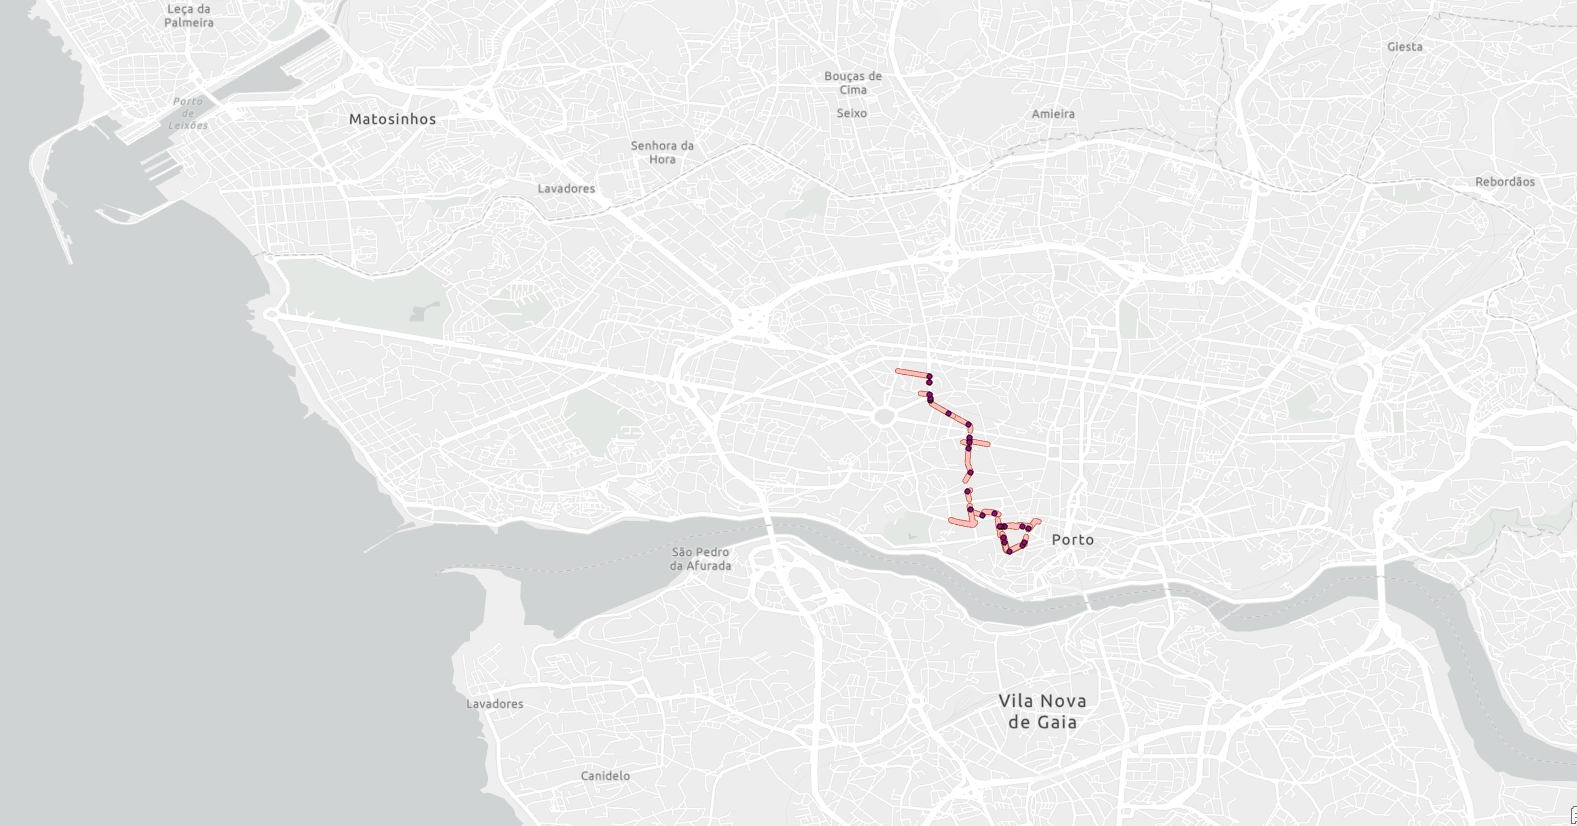 Leça da
Palmeira
Giesta
Bouças de
Cima
Porto
de
Leixões
Matosinhos
Seixo
Amieira
Senhora da
Hora
Lavadores
Rebordãos
Porto
São Pedro
da Afurada
Lavadores
Vila Nova
de Gaia
Canidelo